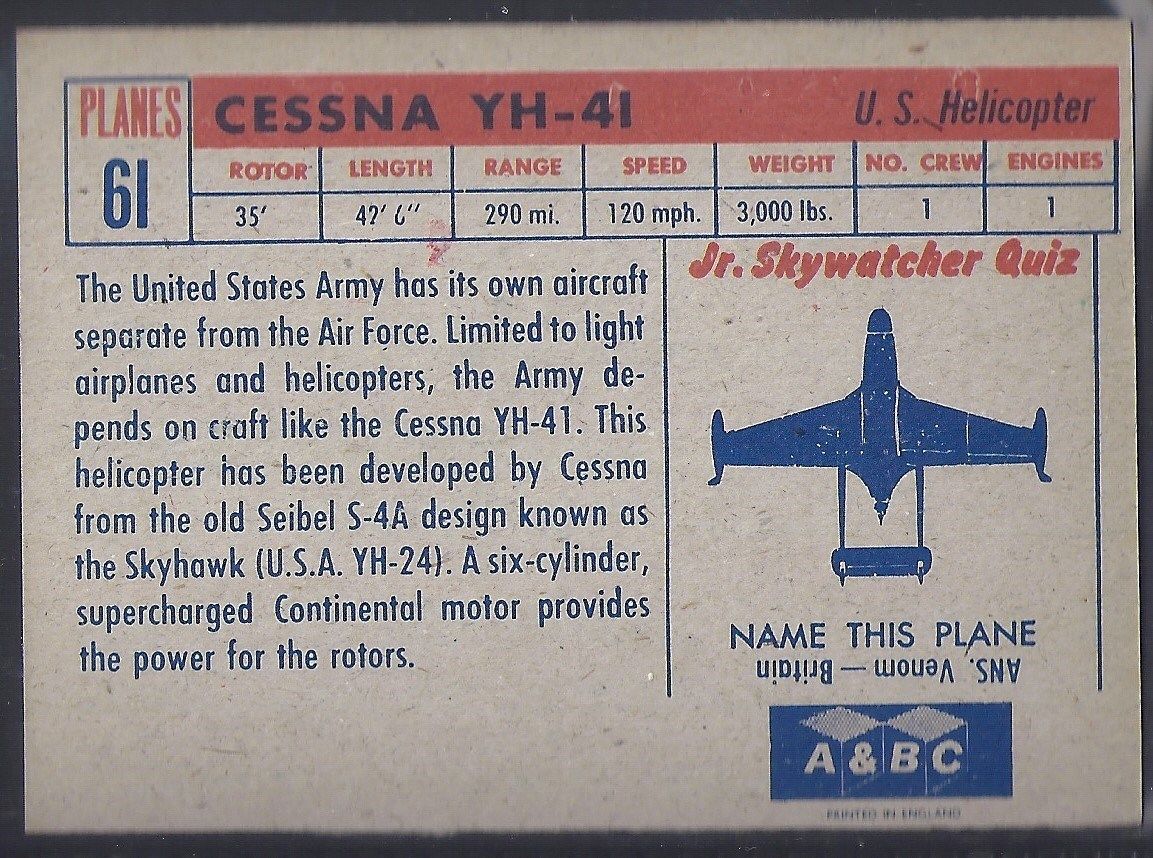 PLANES
61
CESSNA YH-41
U. S. Helicopter
ROTOR LENGTH RANGE SPEED WEIGHT NO. CREW ENGINES
35′ 42′ 6″ 290 mi. 120 mph. 3,000 lbs. 1 1
The United States Army has its own aircraft
separate from the Air Force. Limited to light
airplanes and helicopters, the Army de-
pends on craft like the Cessna YH-41. This
helicopter has been developed by Cessna
from the old Seibel S-4A design known as
the Skyhawk (U.S.A. YH-24). A six-cylinder,
supercharged Continental motor provides
the power for the rotors.
Jr. Skywatcher Quiz
NAME THIS PLANE
ANS. Venom — Britain
A & B C
PRINTED IN ENGLAND